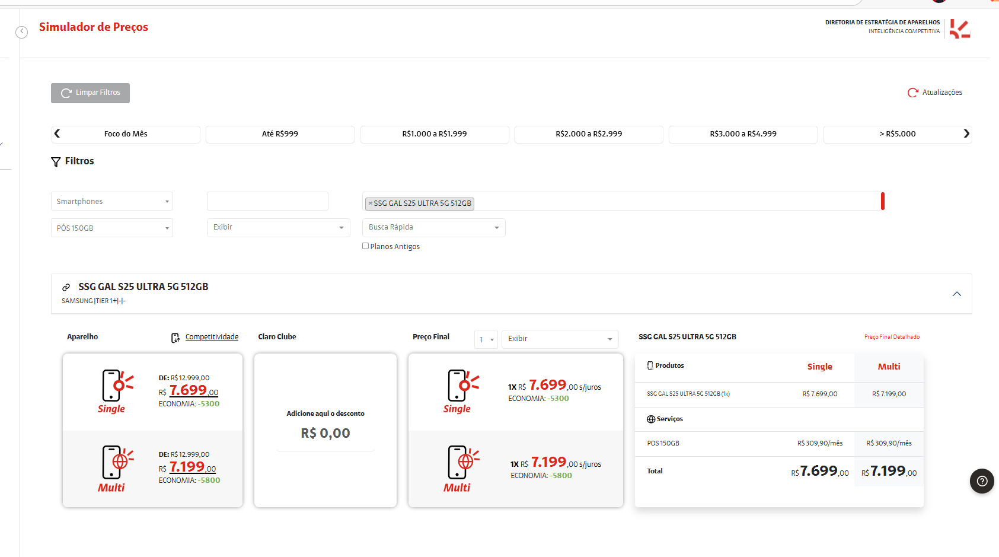 Simulador de Preços
DIRETORIA DE ESTRATÉGIA DE APARELHOS
INTELIGÊNCIA COMPETITIVA
Limpar Filtros
Atualizações
Foco do Mês
Até R$999
R$1.000 a R$1.999
R$2.000 a R$2.999
R$3.000 a R$4.999
> R$5.000
Filtros
Smartphones
×SSG GAL S25 ULTRA 5G 512GB
PÓS 150GB
Exibir
Busca Rápida
Planos Antigos
SSG GAL S25 ULTRA 5G 512GB
SAMSUNG |TIER 1+|-|-
Aparelho
Competitividade
DE: R$ 12.999,00
R$ 7.699,00
ECONOMIA: -5300
Single
DE: R$ 12.999,00
R$ 7.199,00
ECONOMIA: -5800
Multi
Claro Clube
Adicione aqui o desconto
R$ 0,00
Preço Final
1
Exibir
1X R$ 7.699,00 s/juros
ECONOMIA: -5300
Single
1X R$ 7.199,00 s/juros
ECONOMIA: -5800
Multi
SSG GAL S25 ULTRA 5G 512GB
Preço Final Detalhado
Produtos Single Multi
SSG GAL S25 ULTRA 5G 512GB (1x) R$ 7.699,00 R$ 7.199,00
Serviços
POS 150GB R$ 309,90/mês R$ 309,90/mês
Total R$ 7.699,00 R$ 7.199,00